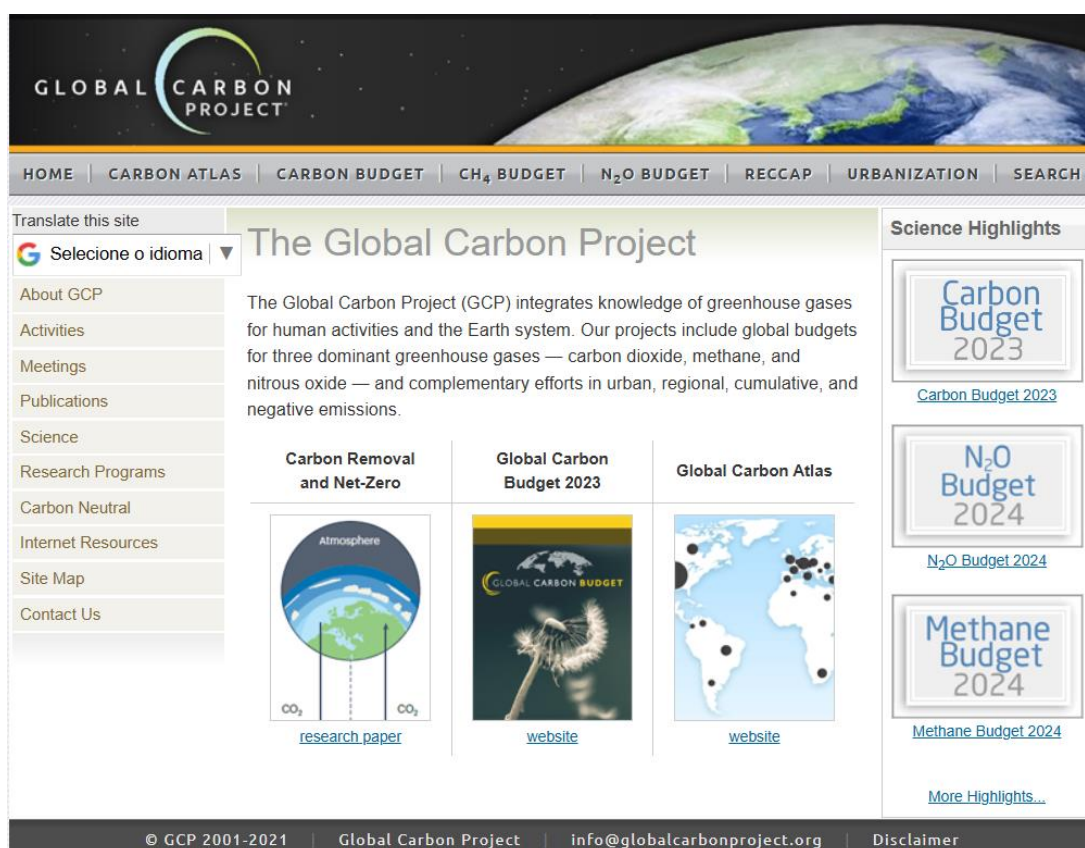 GLOBAL CARBON
PROJECT
HOME | CARBON ATLAS | CARBON BUDGET | CH₄ BUDGET | N₂O BUDGET | RECCAP | URBANIZATION | SEARCH
Translate this site
Selecione o idioma ▼
About GCP
Activities
Meetings
Publications
Science
Research Programs
Carbon Neutral
Internet Resources
Site Map
Contact Us
The Global Carbon Project
The Global Carbon Project (GCP) integrates knowledge of greenhouse gases
for human activities and the Earth system. Our projects include global budgets
for three dominant greenhouse gases — carbon dioxide, methane, and
nitrous oxide — and complementary efforts in urban, regional, cumulative, and
negative emissions.
Carbon Removal
and Net-Zero
Atmosphere
CO₂ CO₂
research paper
Global Carbon
Budget 2023
GLOBAL CARBON BUDGET
website
Global Carbon Atlas
website
Science Highlights
Carbon
Budget
2023
Carbon Budget 2023
N₂O
Budget
2024
N₂O Budget 2024
Methane
Budget
2024
Methane Budget 2024
More Highlights...
© GCP 2001-2021 | Global Carbon Project | info@globalcarbonproject.org | Disclaimer